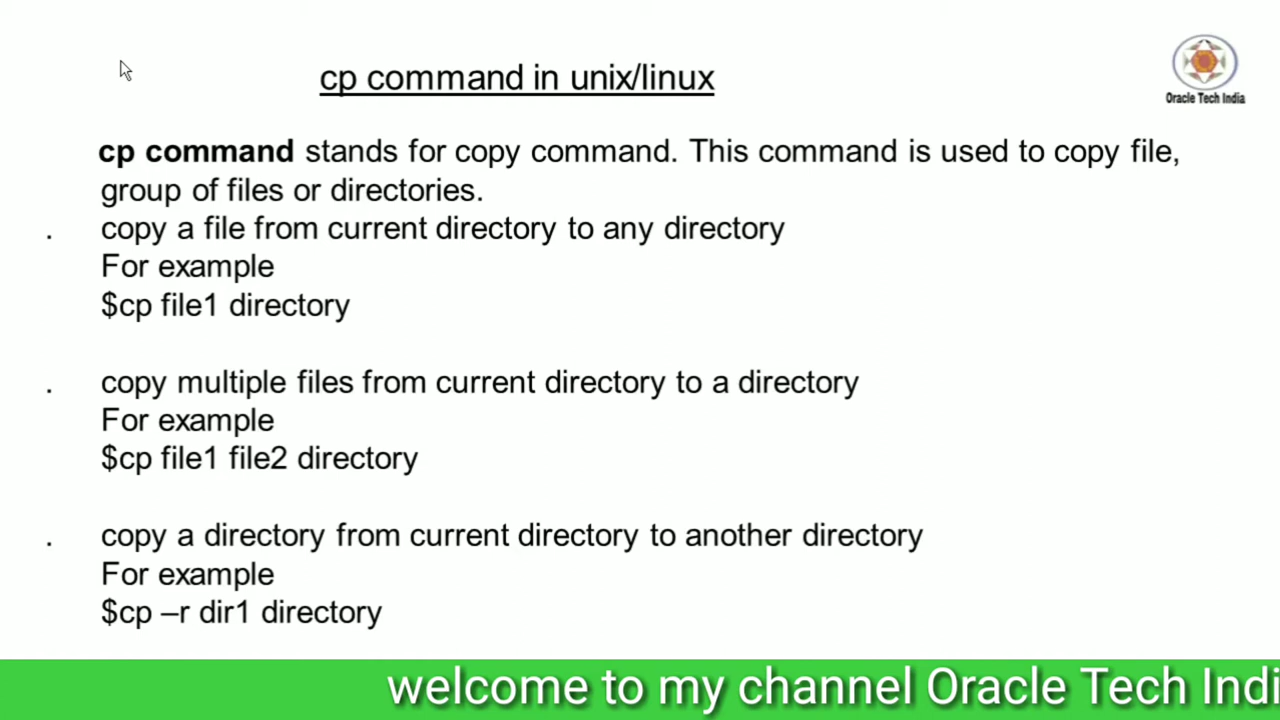 cp command in unix/linux
Oracle Tech India
cp command stands for copy command. This command is used to copy file,
group of files or directories.
. copy a file from current directory to any directory
For example
$cp file1 directory
. copy multiple files from current directory to a directory
For example
$cp file1 file2 directory
. copy a directory from current directory to another directory
For example
$cp –r dir1 directory
welcome to my channel Oracle Tech Indi